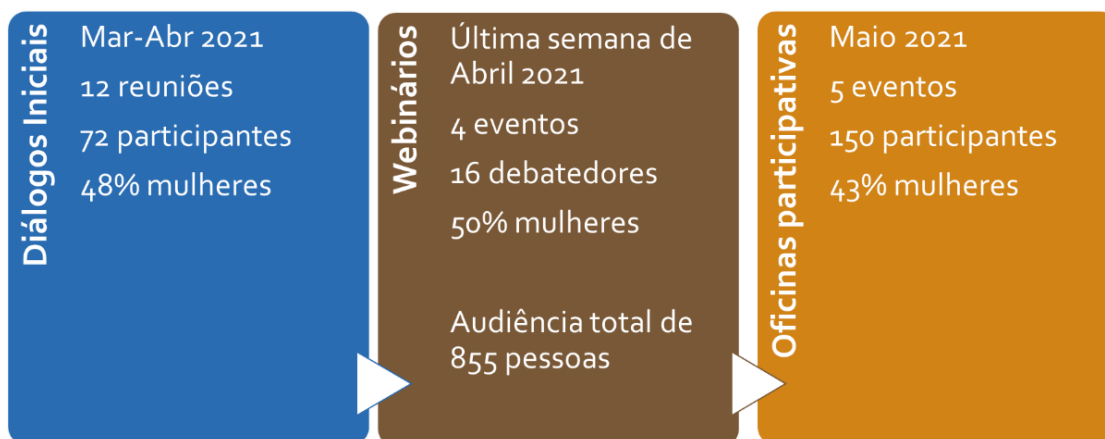 Diálogos Iniciais
Mar-Abr 2021
12 reuniões
72 participantes
48% mulheres
Webinários
Última semana de
Abril 2021
4 eventos
16 debatedores
50% mulheres
Audiência total de
855 pessoas
Oficinas participativas
Maio 2021
5 eventos
150 participantes
43% mulheres